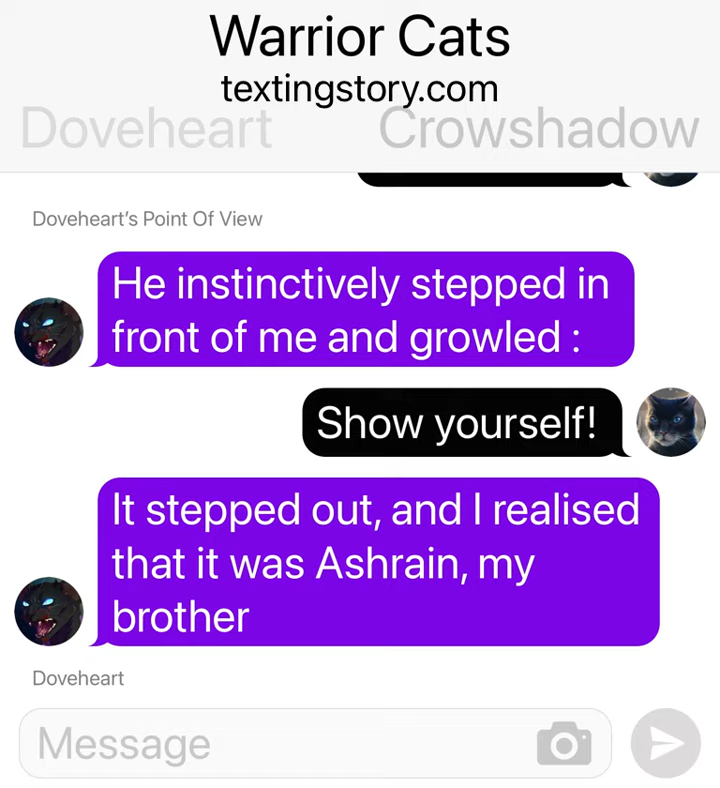 Warrior Cats
textingstory.com
Doveheart Crowshadow
Doveheart's Point Of View
He instinctively stepped in
front of me and growled :
Show yourself!
It stepped out, and I realised
that it was Ashrain, my
brother
Doveheart
Message